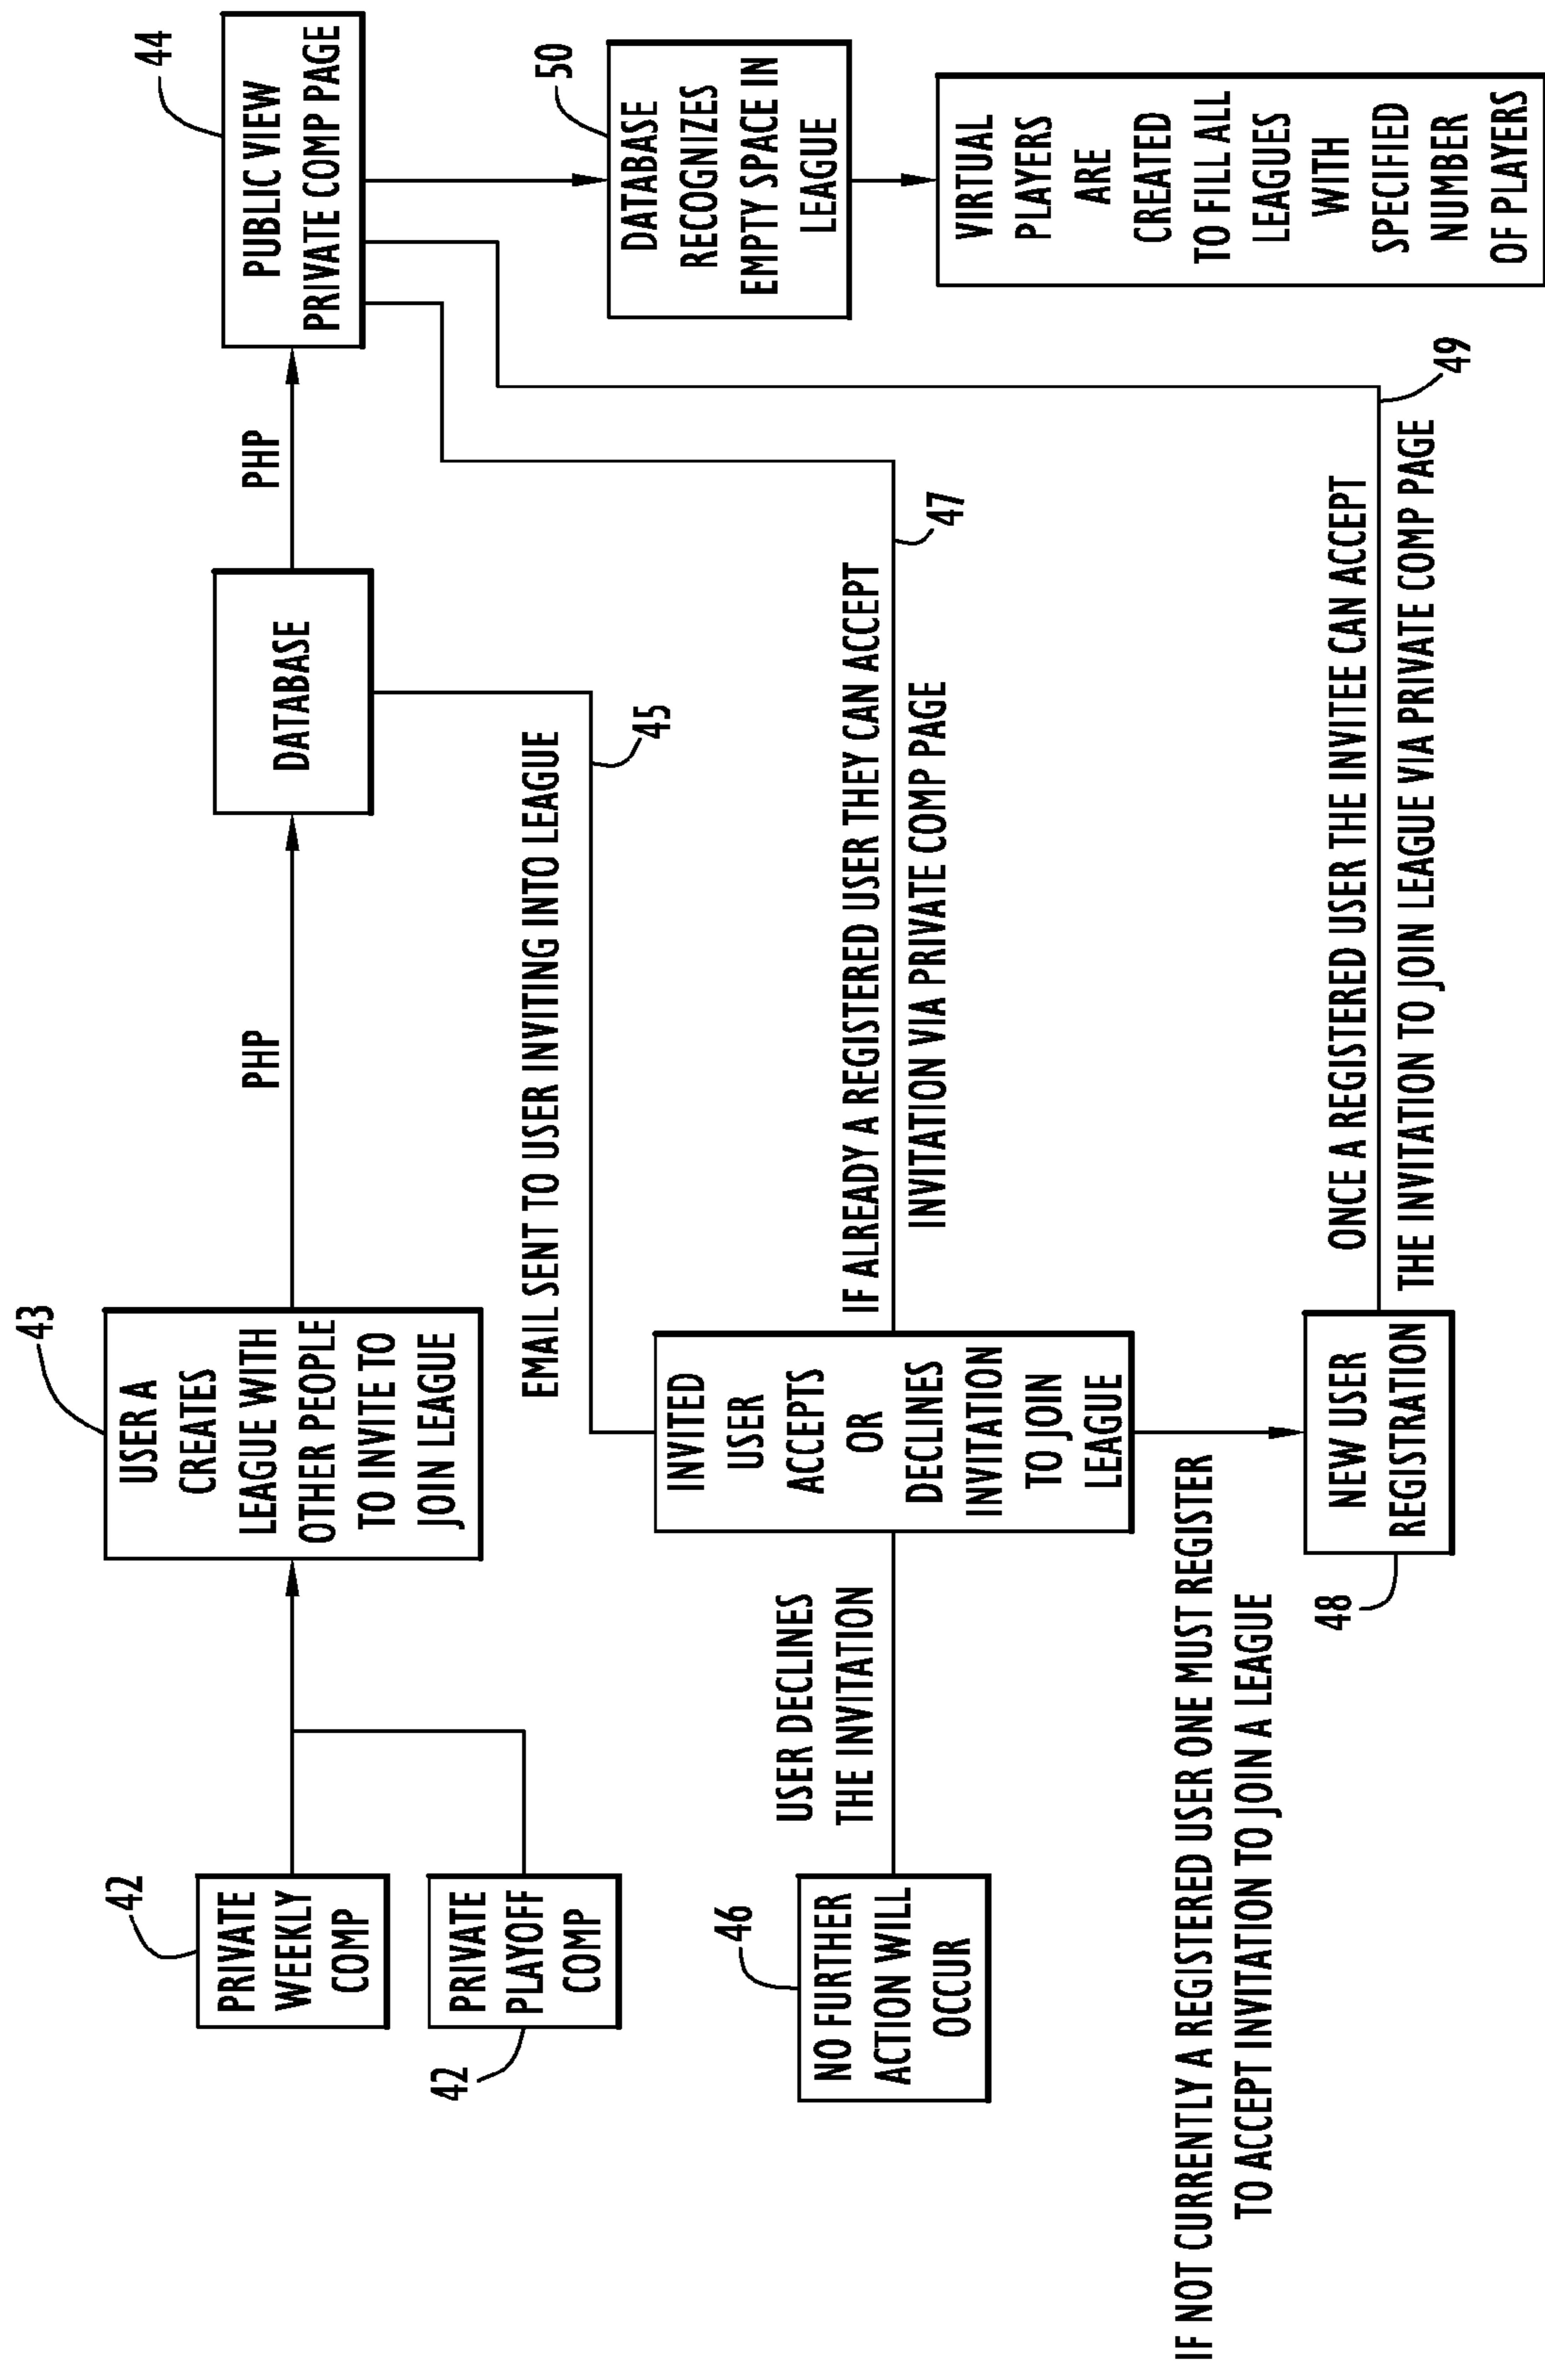 42
PRIVATE
WEEKLY
COMP
42
PRIVATE
PLAYOFF
COMP
43
USER A
CREATES
LEAGUE WITH
OTHER PEOPLE
TO INVITE TO
JOIN LEAGUE
PHP
DATABASE
PHP
44
PUBLIC VIEW
PRIVATE COMP PAGE
EMAIL SENT TO USER INVITING INTO LEAGUE
45
50
DATABASE
RECOGNIZES
EMPTY SPACE IN
LEAGUE
VIRTUAL
PLAYERS
ARE
CREATED
TO FILL ALL
LEAGUES
WITH
SPECIFIED
NUMBER
OF PLAYERS
46
NO FURTHER
ACTION WILL
OCCUR
USER DECLINES
THE INVITATION
INVITED
USER
ACCEPTS
OR
DECLINES
INVITATION
TO JOIN
LEAGUE
IF ALREADY A REGISTERED USER THEY CAN ACCEPT
INVITATION VIA PRIVATE COMP PAGE
47
IF NOT CURRENTLY A REGISTERED USER ONE MUST REGISTER
TO ACCEPT INVITATION TO JOIN A LEAGUE
48
NEW USER
REGISTRATION
ONCE A REGISTERED USER THE INVITEE CAN ACCEPT
THE INVITATION TO JOIN LEAGUE VIA PRIVATE COMP PAGE
49